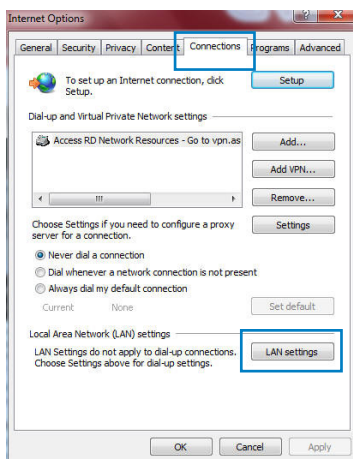 Internet Options
General Security Privacy Content Connections Programs Advanced
To set up an Internet connection, click
Setup.
Setup
Dial-up and Virtual Private Network settings
Access RD Network Resources - Go to vpn.as
Add...
Add VPN...
Remove...
Choose Settings if you need to configure a proxy
server for a connection.
Settings
Never dial a connection
Dial whenever a network connection is not present
Always dial my default connection
Current None
Set default
Local Area Network (LAN) settings
LAN Settings do not apply to dial-up connections.
Choose Settings above for dial-up settings.
LAN settings
OK Cancel Apply